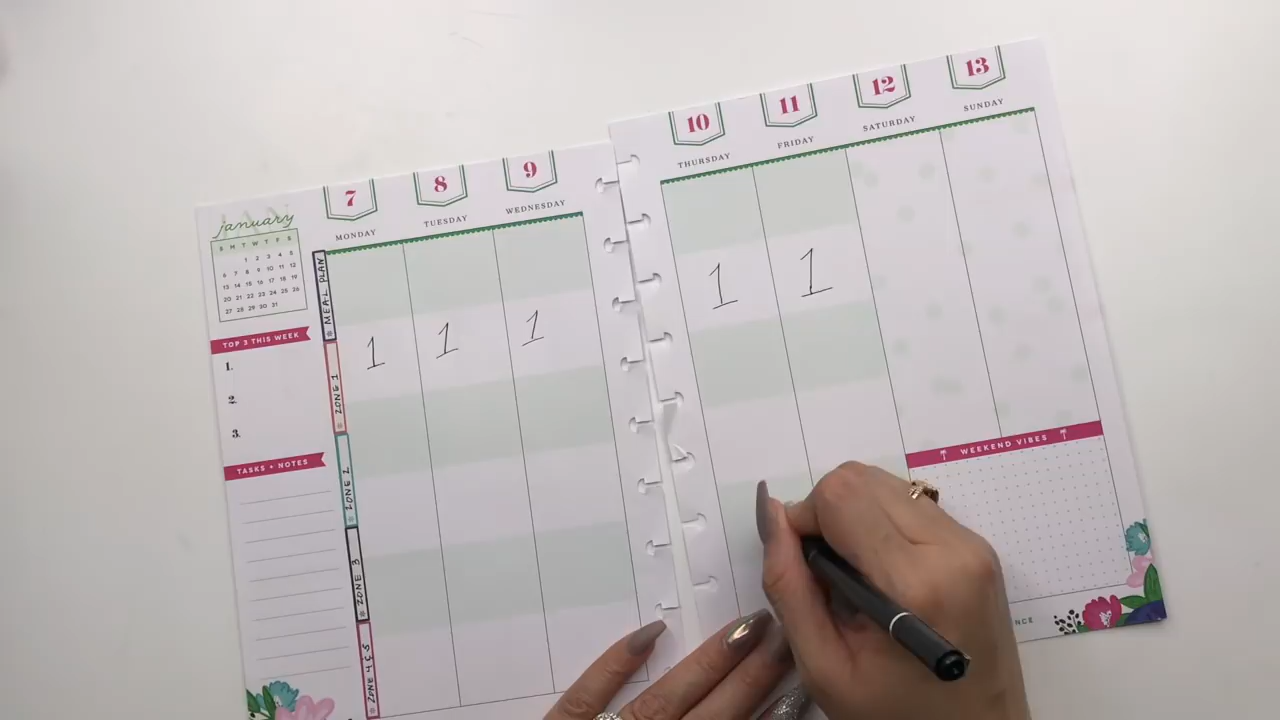 january
S M T W T F S
1 2 3 4 5
6 7 8 9 10 11 12
13 14 15 16 17 18 19
20 21 22 23 24 25 26
27 28 29 30 31
TOP 3 THIS WEEK
1.
2.
3.
TASKS + NOTES
7 8 9
MONDAY TUESDAY WEDNESDAY
MEAL PLAN
ZONE 1
ZONE 2
ZONE 3
ZONE 4&5
1 1 1
10 11 12 13
THURSDAY FRIDAY SATURDAY SUNDAY
1 1
WEEKEND VIBES